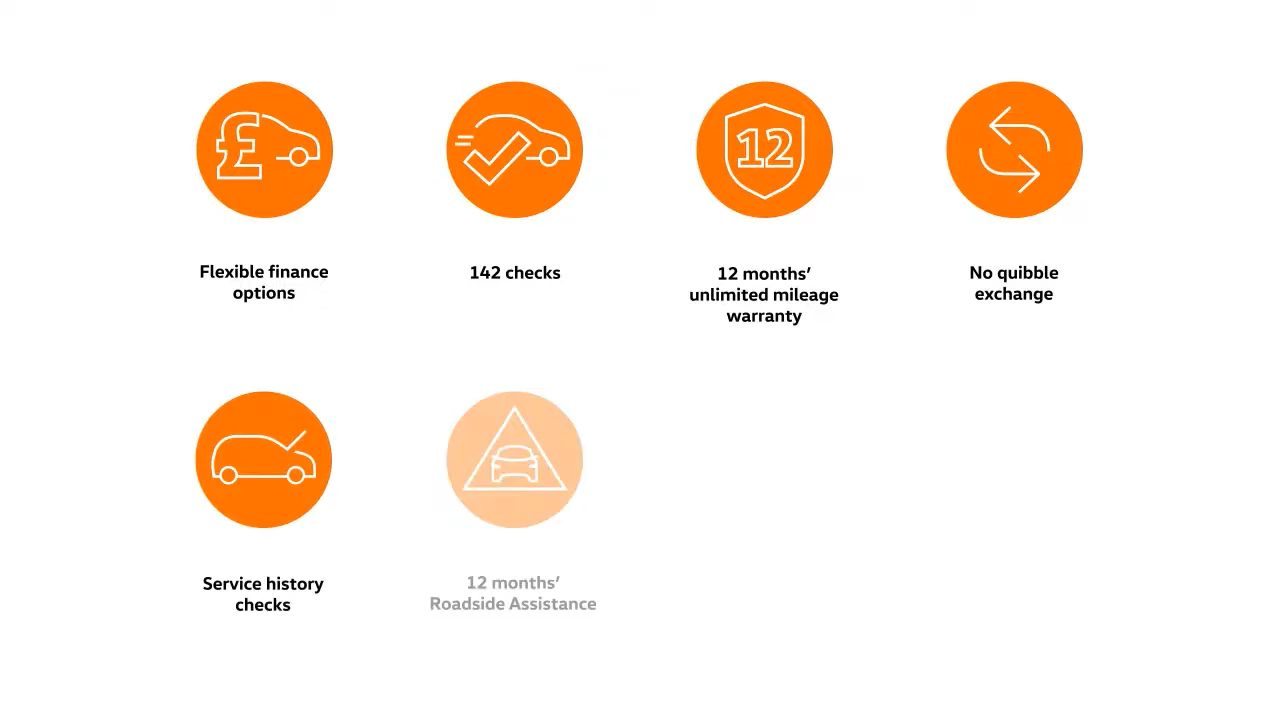 £
12
Flexible finance
options
142 checks
12 months’
unlimited mileage
warranty
No quibble
exchange
Service history
checks
12 months’
Roadside Assistance